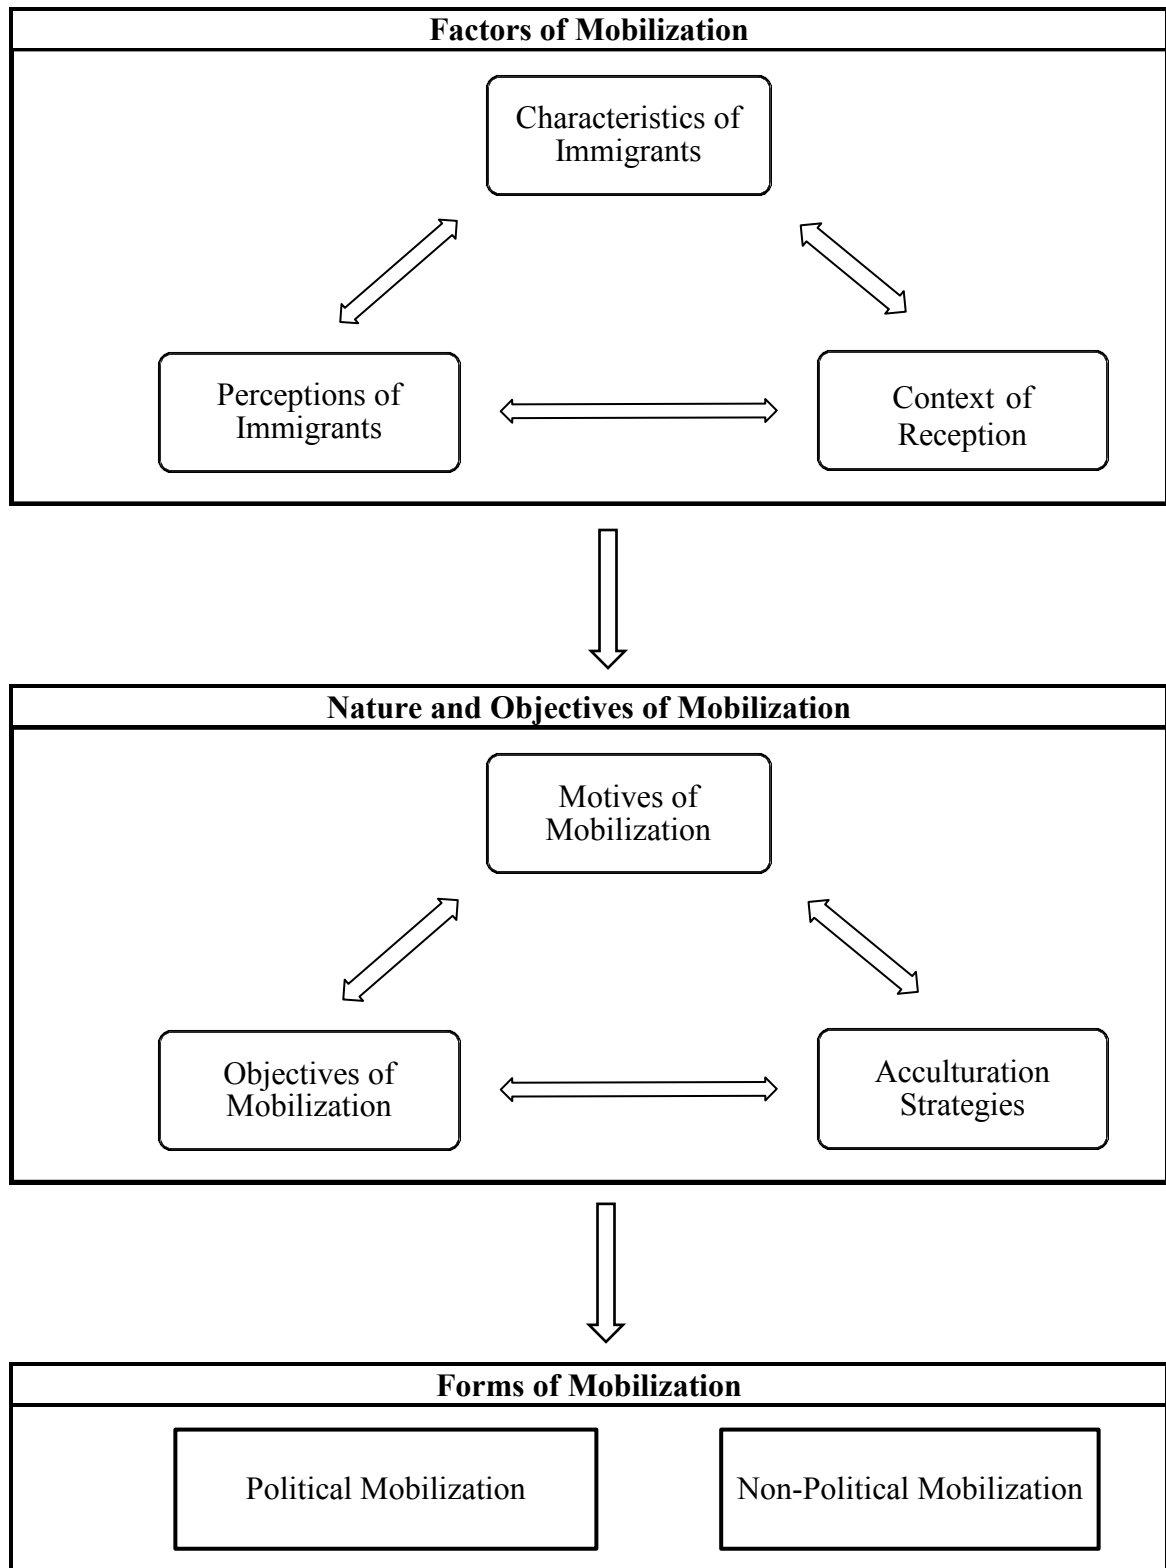 Factors of Mobilization
Characteristics of
Immigrants
Perceptions of
Immigrants
Context of
Reception
Nature and Objectives of Mobilization
Motives of
Mobilization
Objectives of
Mobilization
Acculturation
Strategies
Forms of Mobilization
Political Mobilization
Non-Political Mobilization